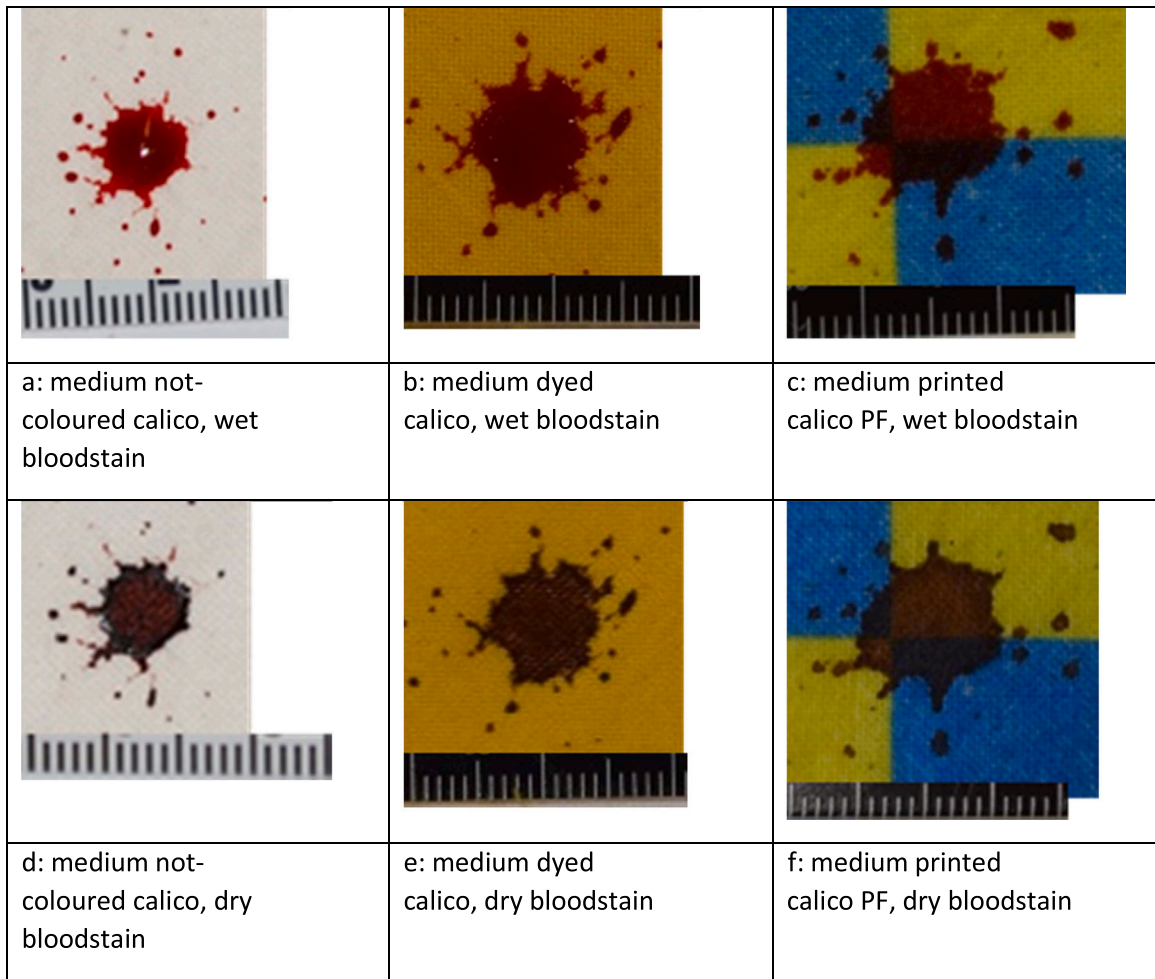 a: medium not-
coloured calico, wet
bloodstain
b: medium dyed
calico, wet bloodstain
c: medium printed
calico PF, wet bloodstain
d: medium not-
coloured calico, dry
bloodstain
e: medium dyed
calico, dry bloodstain
f: medium printed
calico PF, dry bloodstain